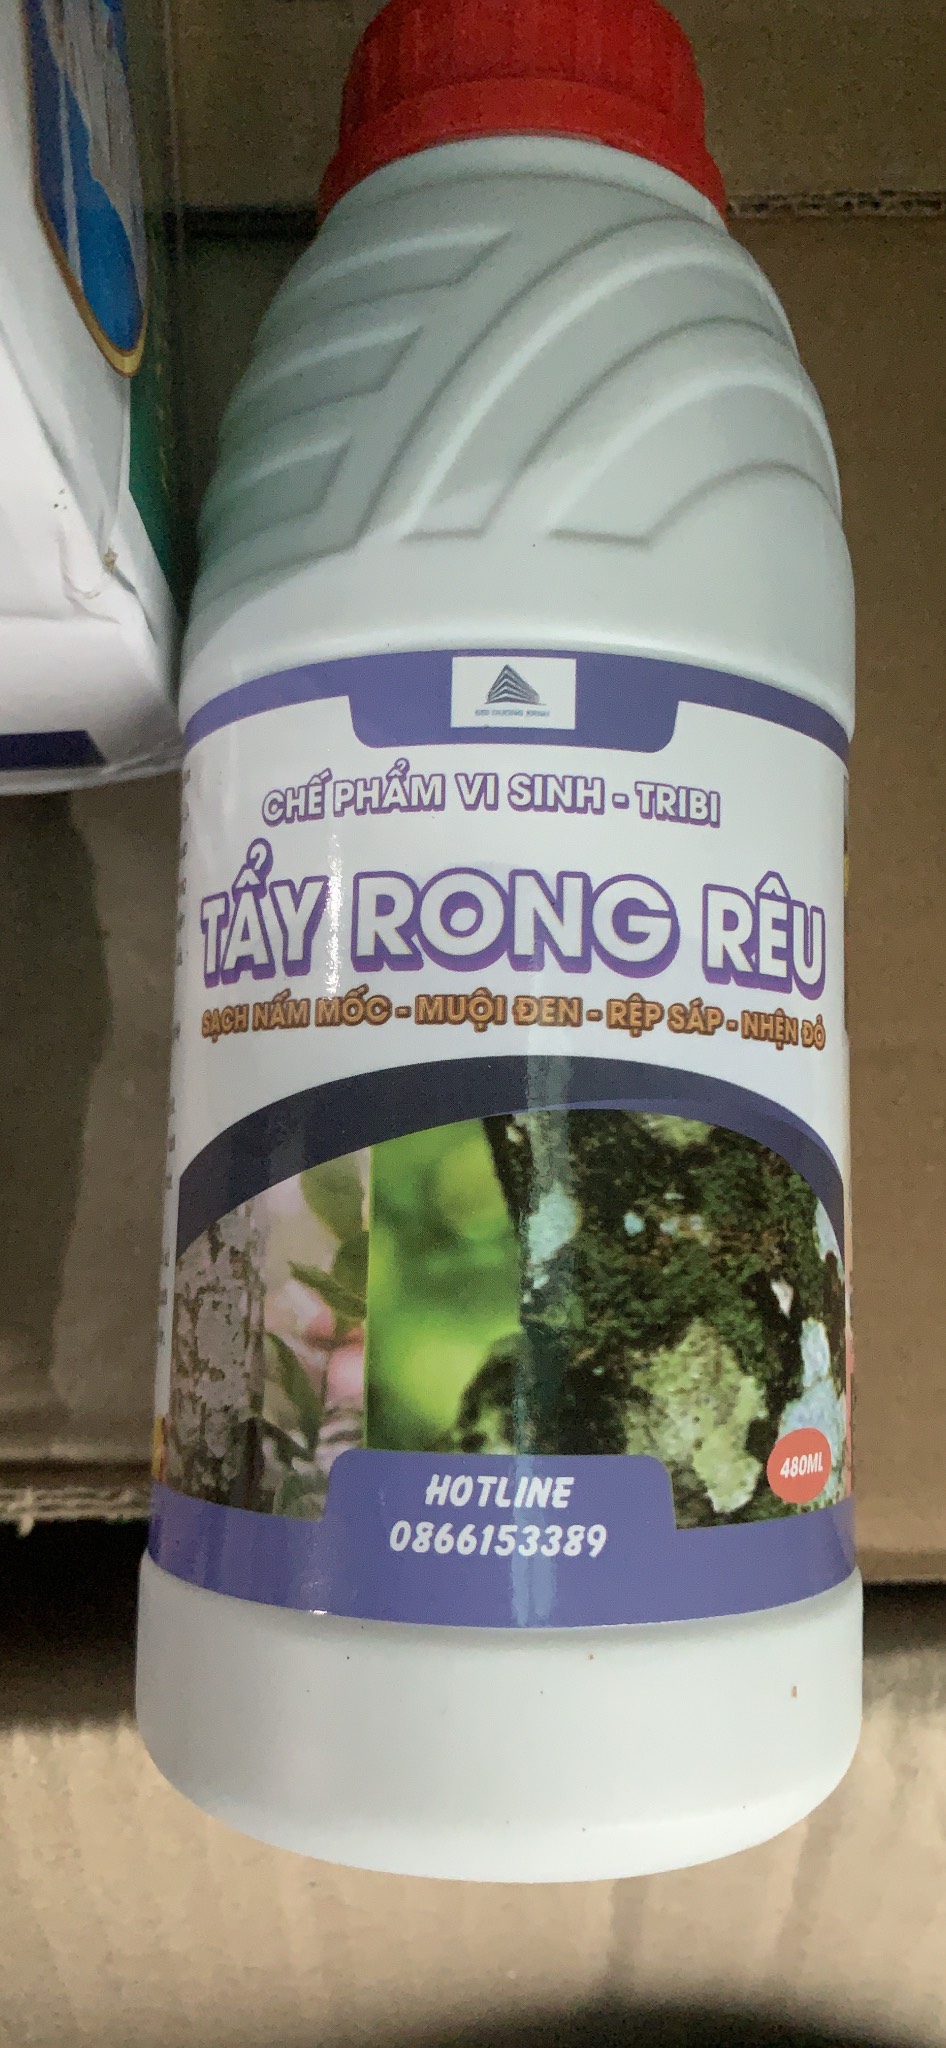 CHẾ PHẨM VI SINH - TRIBI
TẨY RONG RÊU
SẠCH NẤM MỐC - MUỘI ĐEN - RỆP SÁP - NHỆN ĐỎ
480ML
HOTLINE
0866153389